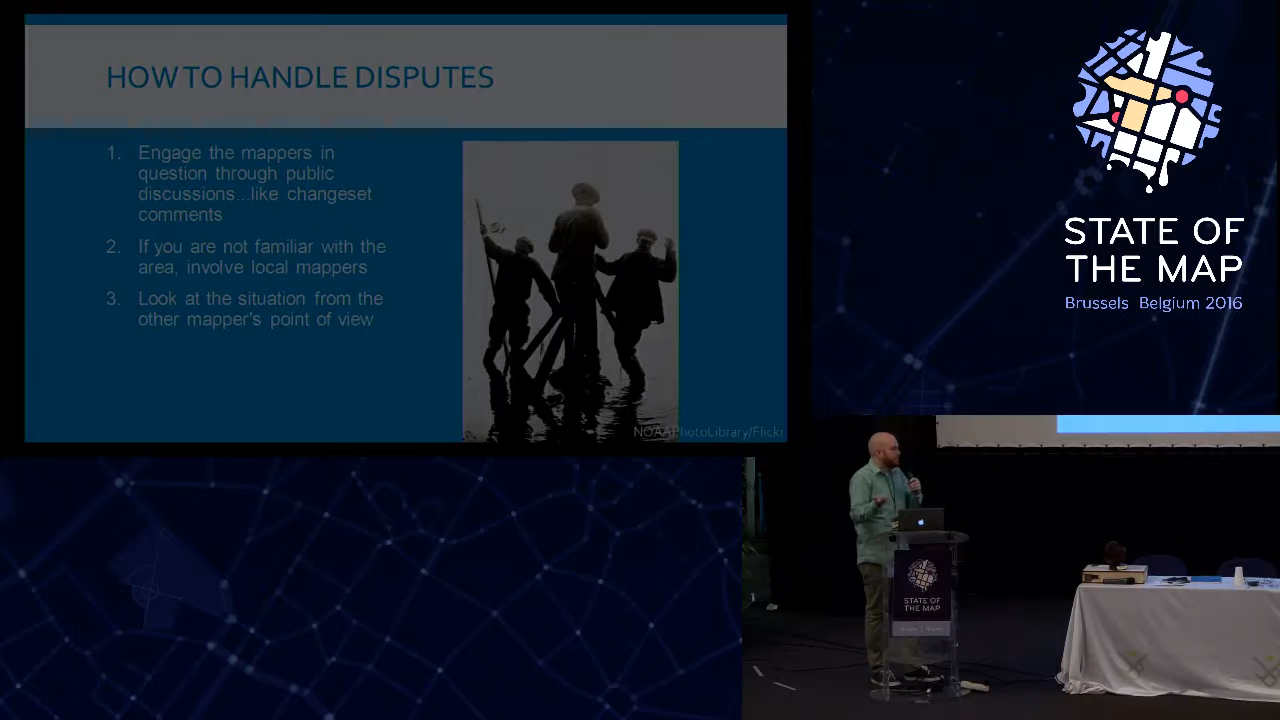 HOW TO HANDLE DISPUTES
1. Engage the mappers in
question through public
discussions...like changeset
comments
2. If you are not familiar with the
area, involve local mappers
3. Look at the situation from the
other mapper's point of view
NOAAPhotoLibrary/Flickr
STATE OF
THE MAP
Brussels Belgium 2016
STATE OF
THE MAP